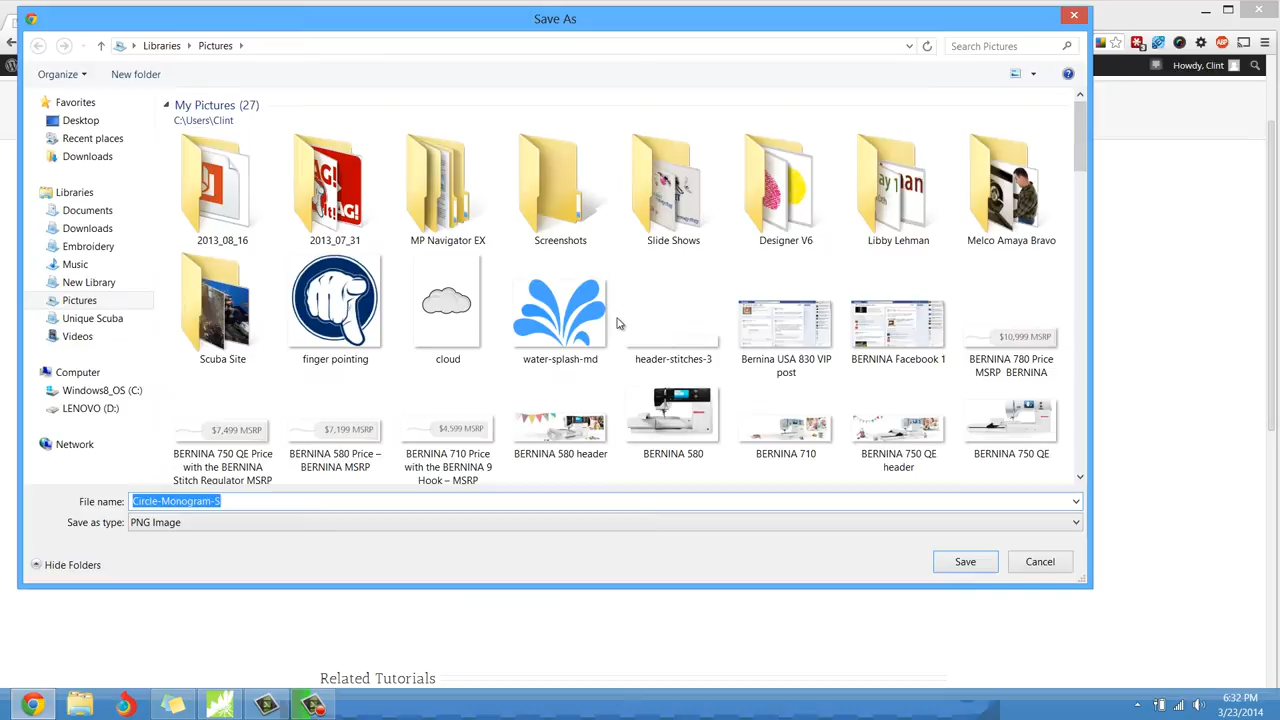 Save As
Libraries
Pictures
Search Pictures
Organize
New folder
Howdy, Clint
Favorites
Desktop
Recent places
Downloads
Libraries
Documents
Downloads
Embroidery
Music
New Library
Pictures
Unique Scuba
Videos
Computer
Windows8_OS (C:)
LENOVO (D:)
Network
My Pictures (27)
C:\Users\Clint
2013_08_16
2013_07_31
MP Navigator EX
Screenshots
Slide Shows
Designer V6
Libby Lehman
Melco Amaya Bravo
Scuba Site
finger pointing
cloud
water-splash-md
header-stitches-3
Bernina USA 830 VIP
post
BERNINA Facebook 1
$10,999 MSRP
BERNINA 780 Price
MSRP BERNINA
$7,499 MSRP
BERNINA 750 QE Price
with the BERNINA
Stitch Regulator MSRP
$7,199 MSRP
BERNINA 580 Price –
BERNINA MSRP
$4,599 MSRP
BERNINA 710 Price
with the BERNINA 9
Hook – MSRP
BERNINA 580 header
BERNINA 580
BERNINA 710
BERNINA 750 QE
header
BERNINA 750 QE
File name: Circle-Monogram-S
Save as type: PNG Image
Hide Folders
Save
Cancel
Related Tutorials
6:32 PM
3/23/2014